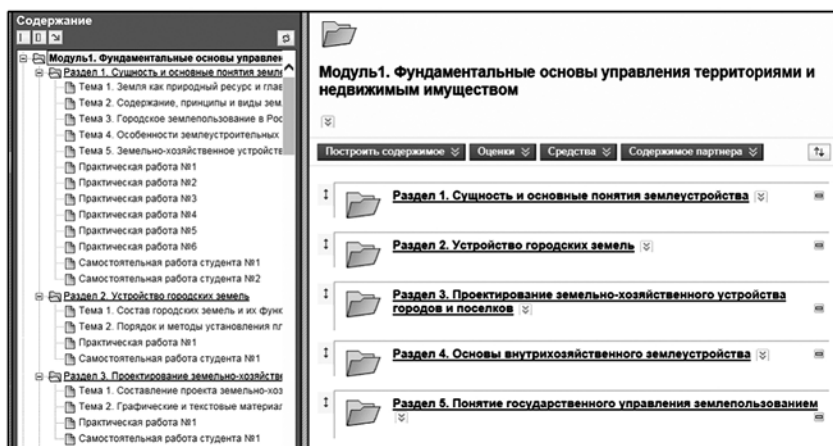 Содержание
Модуль1. Фундаментальные основы управлен
Раздел 1. Сущность и основные понятия земле
Тема 1. Земля как природный ресурс и глав
Тема 2. Содержание, принципы и виды зем
Тема 3. Городское землепользование в Рос
Тема 4. Особенности землеустроительных
Тема 5. Земельно-хозяйственное устройств
Практическая работа №1
Практическая работа №2
Практическая работа №3
Практическая работа №4
Практическая работа №5
Практическая работа №6
Самостоятельная работа студента №1
Самостоятельная работа студента №2
Раздел 2. Устройство городских земель
Тема 1. Состав городских земель и их функ
Тема 2. Порядок и методы установления пл
Практическая работа №1
Самостоятельная работа студента №1
Раздел 3. Проектирование земельно-хозяйстве
Тема 1. Составление проекта земельно-хоз
Тема 2. Графические и текстовые материал
Практическая работа №1
Самостоятельная работа студента №1
Модуль1. Фундаментальные основы управления территориями и
недвижимым имуществом
Построить содержимое Оценки Средства Содержимое партнера
Раздел 1. Сущность и основные понятия землеустройства
Раздел 2. Устройство городских земель
Раздел 3. Проектирование земельно-хозяйственного устройства
городов и поселков
Раздел 4. Основы внутрихозяйственного землеустройства
Раздел 5. Понятие государственного управления землепользованием